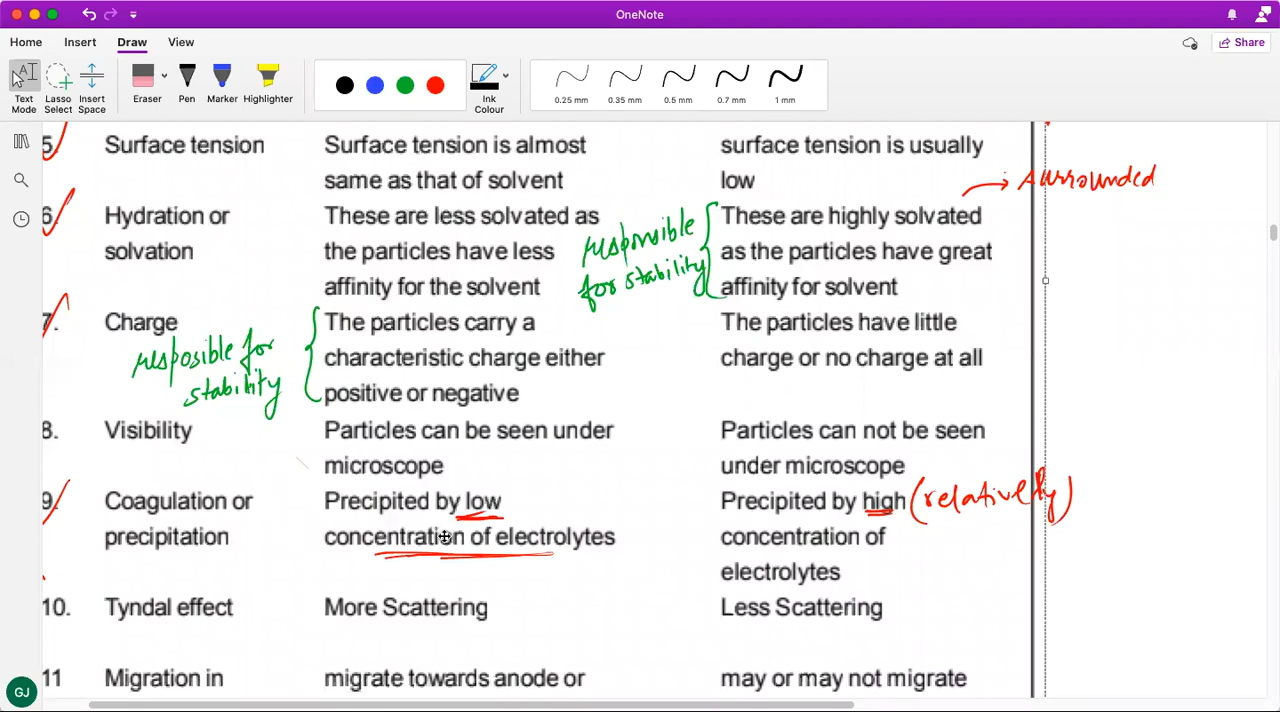 OneNote
Home Insert Draw View Share
Text Mode Lasso Select Insert Space Eraser Pen Marker Highlighter Ink Colour 0.25 mm 0.35 mm 0.5 mm 0.7 mm 1 mm
5. Surface tension Surface tension is almost surface tension is usually
same as that of solvent low surrounded
6. Hydration or These are less solvated as responsible These are highly solvated
solvation the particles have less for stability as the particles have great
affinity for the solvent affinity for solvent
7. Charge The particles carry a The particles have little
resposible for characteristic charge either charge or no charge at all
stability positive or negative
8. Visibility Particles can be seen under Particles can not be seen
microscope under microscope
9. Coagulation or Precipited by low Precipited by high (relatively)
precipitation concentration of electrolytes concentration of
electrolytes
10. Tyndal effect More Scattering Less Scattering
11 Migration in migrate towards anode or may or may not migrate
GJ